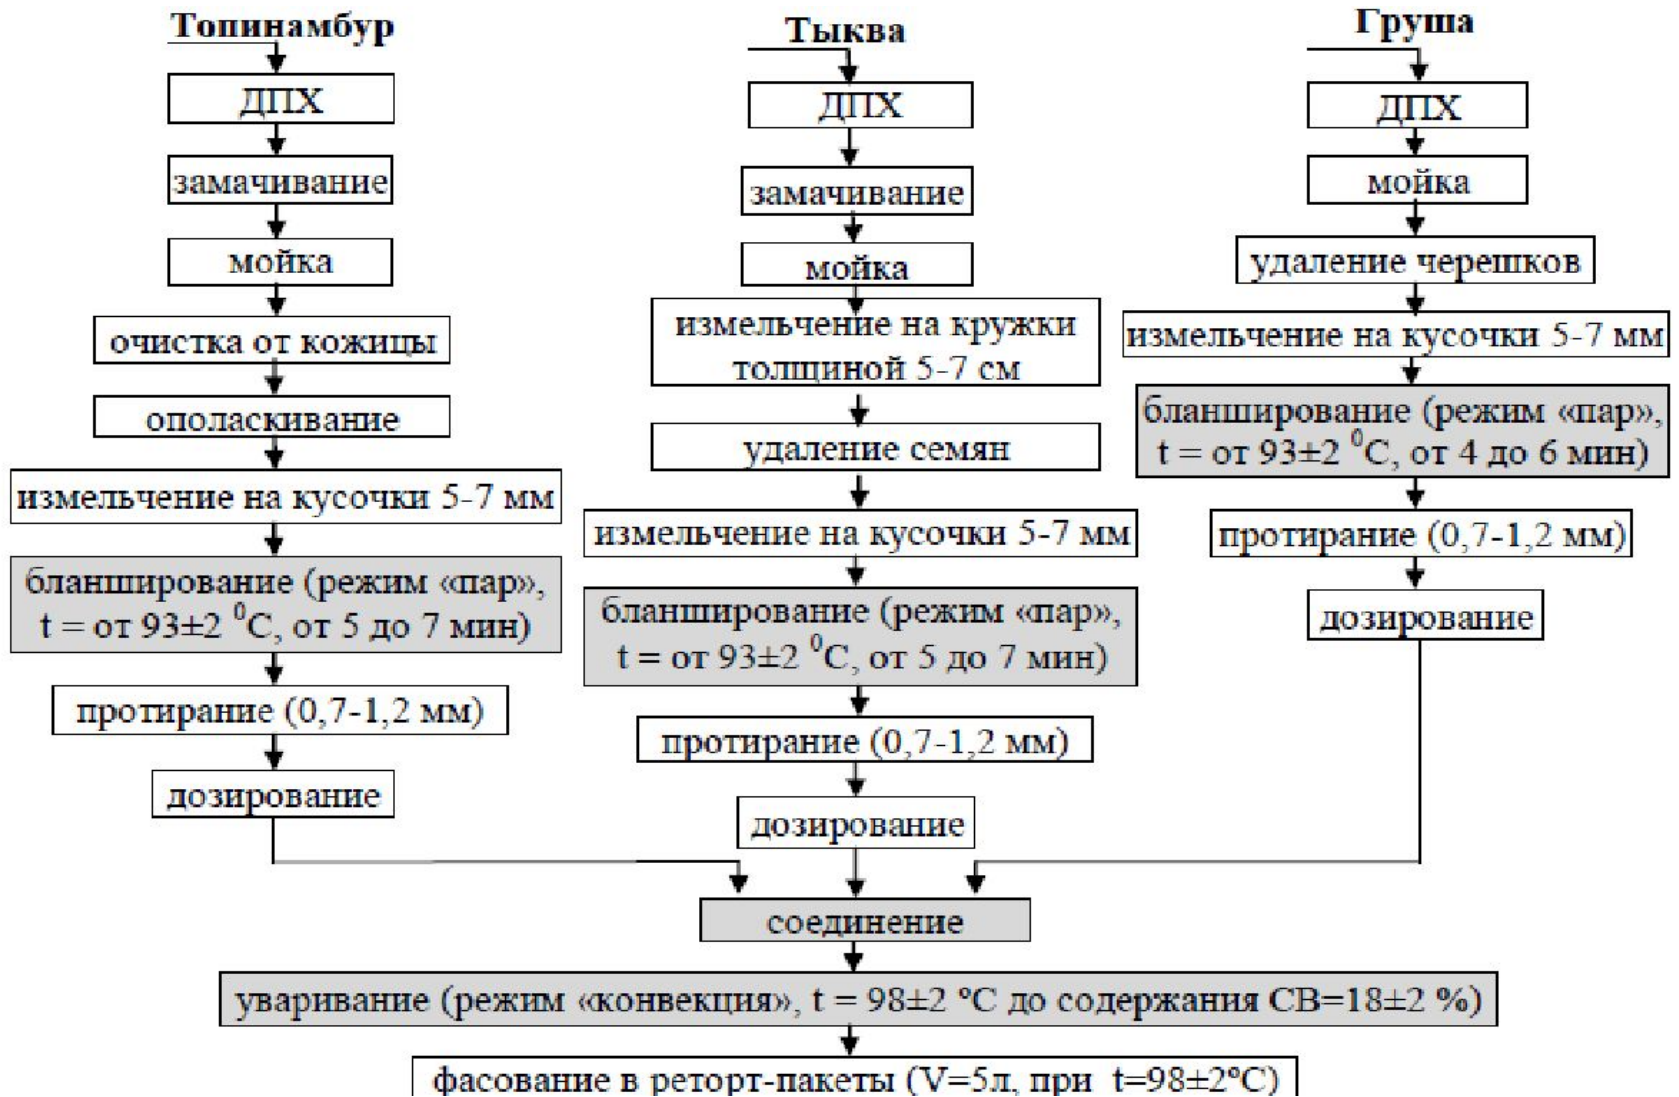 Топинамбур
ДПХ
замачивание
мойка
очистка от кожицы
ополаскивание
измельчение на кусочки 5-7 мм
бланширование (режим «пар»,
t = от 93±2 ⁰С, от 5 до 7 мин)
протирание (0,7-1,2 мм)
дозирование
Тыква
ДПХ
замачивание
мойка
измельчение на кружки
толщиной 5-7 см
удаление семян
измельчение на кусочки 5-7 мм
бланширование (режим «пар»,
t = от 93±2 ⁰С, от 5 до 7 мин)
протирание (0,7-1,2 мм)
дозирование
Груша
ДПХ
мойка
удаление черешков
измельчение на кусочки 5-7 мм
бланширование (режим «пар»,
t = от 93±2 ⁰С, от 4 до 6 мин)
протирание (0,7-1,2 мм)
дозирование
соединение
уваривание (режим «конвекция», t = 98±2 ºС до содержания СВ=18±2 %)
фасование в реторт-пакеты (V=5л, при t=98±2ºС)